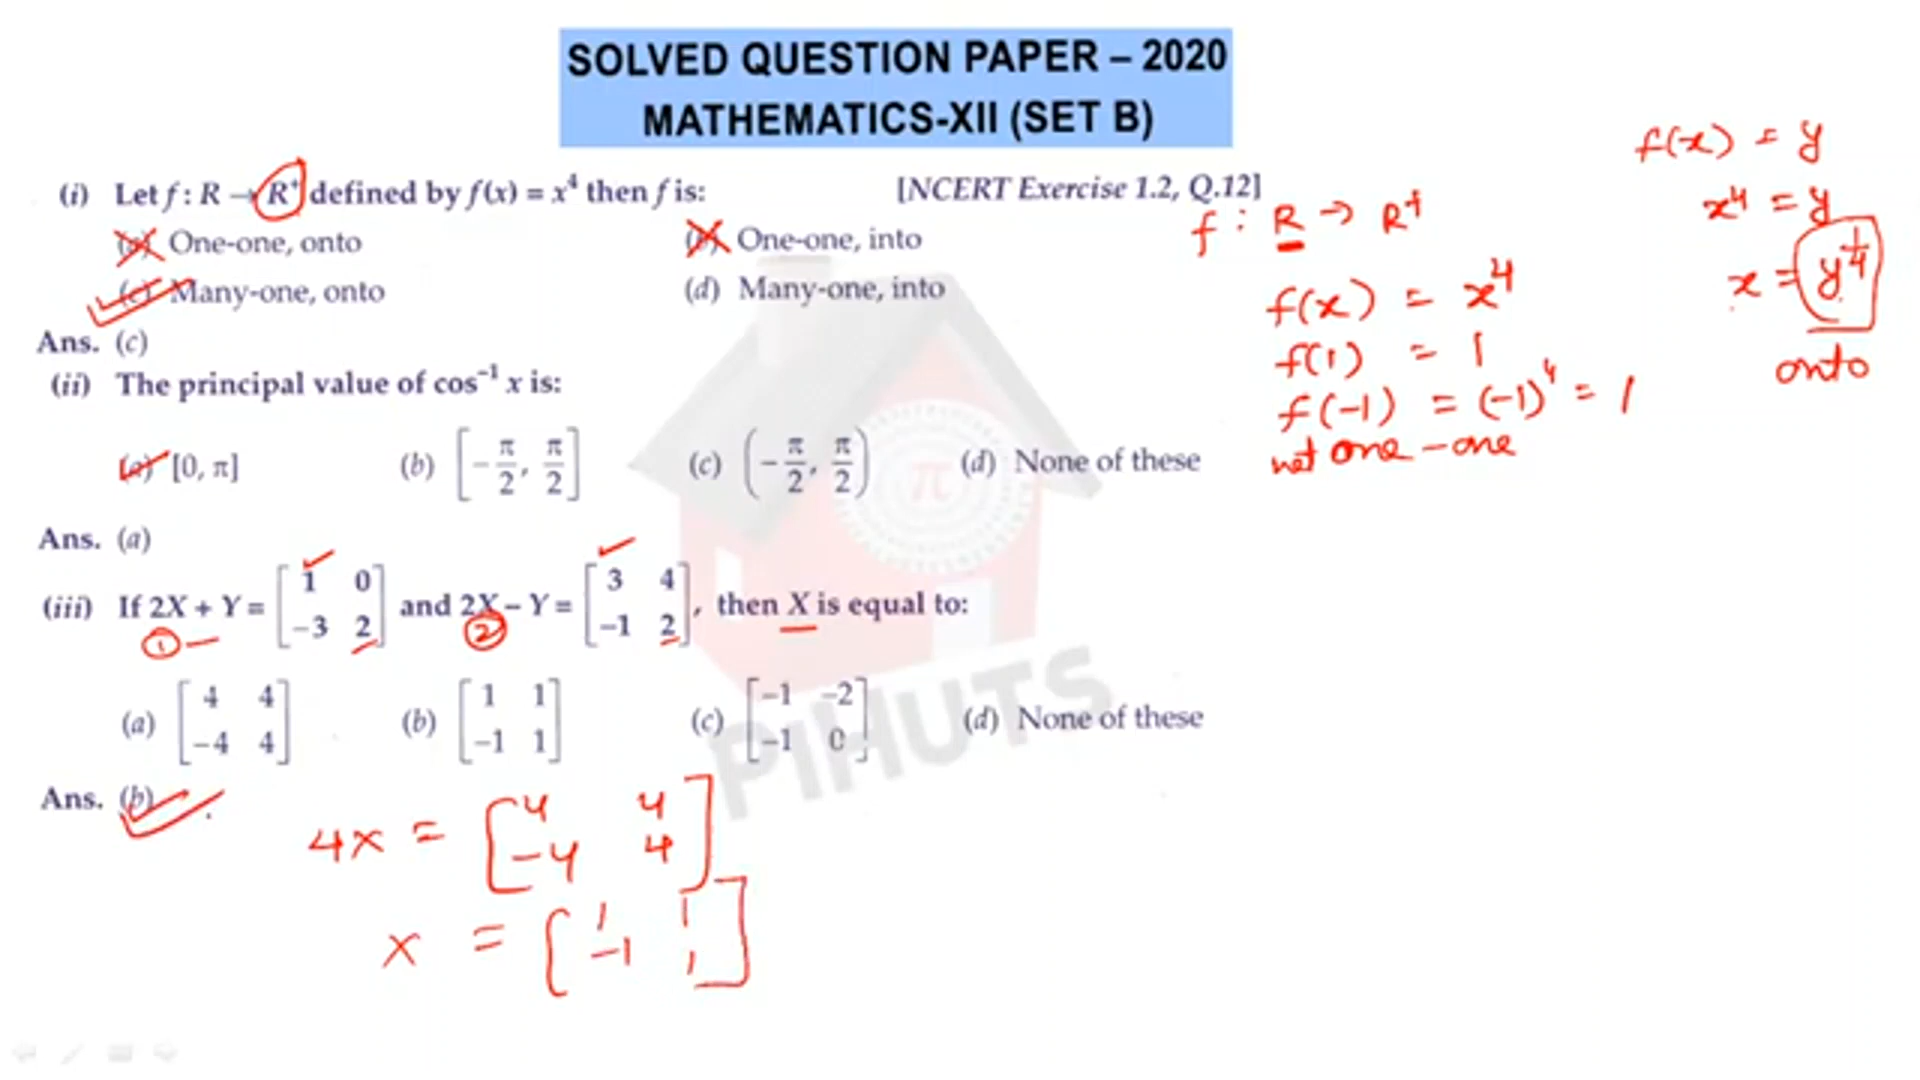 SOLVED QUESTION PAPER – 2020
MATHEMATICS-XII (SET B)
(i) Let f : R → R⁺ defined by f(x) = x⁴ then f is: [NCERT Exercise 1.2, Q.12]
(a) One-one, onto (b) One-one, into
(c) Many-one, onto (d) Many-one, into
Ans. (c)
(ii) The principal value of cos⁻¹ x is:
(a) [0, π] (b) [−π/2, π/2] (c) (−π/2, π/2) (d) None of these
Ans. (a)
(iii) If 2X + Y = [1 0; −3 2] and 2X − Y = [3 4; −1 2], then X is equal to:
① ②
(a) [4 4; −4 4] (b) [1 1; −1 1] (c) [−1 −2; −1 0] (d) None of these
Ans. (b)
4x = [4 4; −4 4]
x = [1 1; −1 1]
f : R → R⁺
f(x) = x⁴
f(1) = 1
f(-1) = (-1)⁴ = 1
not one-one
f(x) = y
x⁴ = y
x = y^1/4
onto
π
PIHUTS